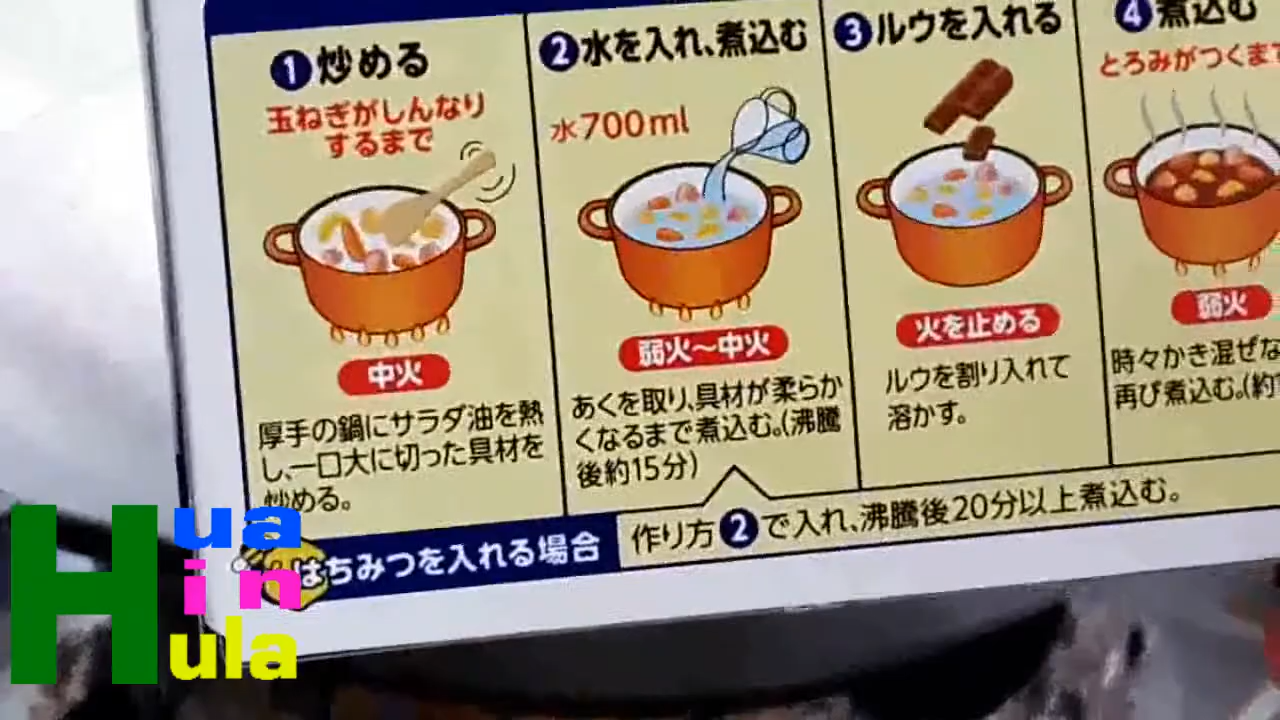 1 炒める
玉ねぎがしんなり
するまで
中火
厚手の鍋にサラダ油を熱
し、一口大に切った具材を
炒める。
2 水を入れ、煮込む
水700ml
弱火〜中火
あくを取り、具材が柔らか
くなるまで煮込む。(沸騰
後約15分)
3 ルウを入れる
火を止める
ルウを割り入れて
溶かす。
4 煮込む
とろみがつくまで
弱火
時々かき混ぜな
再び煮込む。(約
はちみつを入れる場合
作り方2で入れ、沸騰後20分以上煮込む。
Hua
in
ula